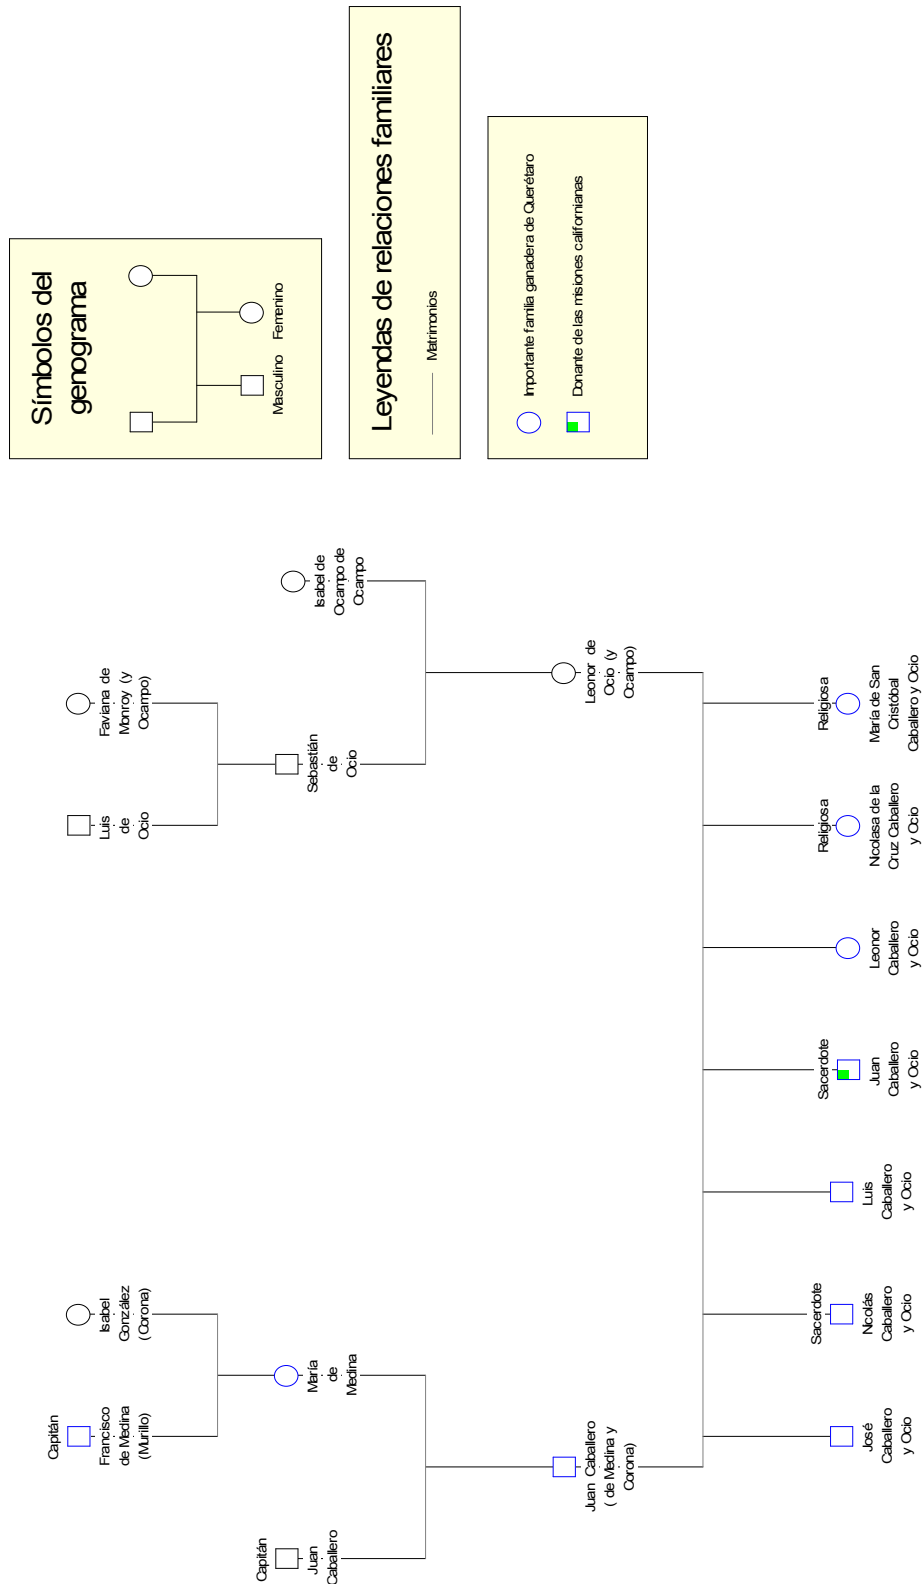 Símbolos del
genograma
Masculino
Femenino
Leyendas de relaciones familiares
Matrimonios
Importante familia ganadera de Querétaro
Donante de las misiones californianas
Capitán
Francisco
de Medina
(Murillo)
Isabel
González
(Corona)
Luis
de
Ocio
Faviana de
Monroy (y
Ocampo)
Capitán
Juan
Caballero
María
de
Medina
Sebastián
de
Ocio
Isabel de
Ocampo de
Ocampo
Juan Caballero
( de Medina y
Corona)
Leonor de
Ocio (y
Ocampo)
José
Caballero
y Ocio
Sacerdote
Nicolás
Caballero
y Ocio
Luis
Caballero
y Ocio
Sacerdote
Juan
Caballero
y Ocio
Leonor
Caballero
y Ocio
Religiosa
Nicolasa de la
Cruz Caballero
y Ocio
Religiosa
María de San
Cristóbal
Caballero y Ocio